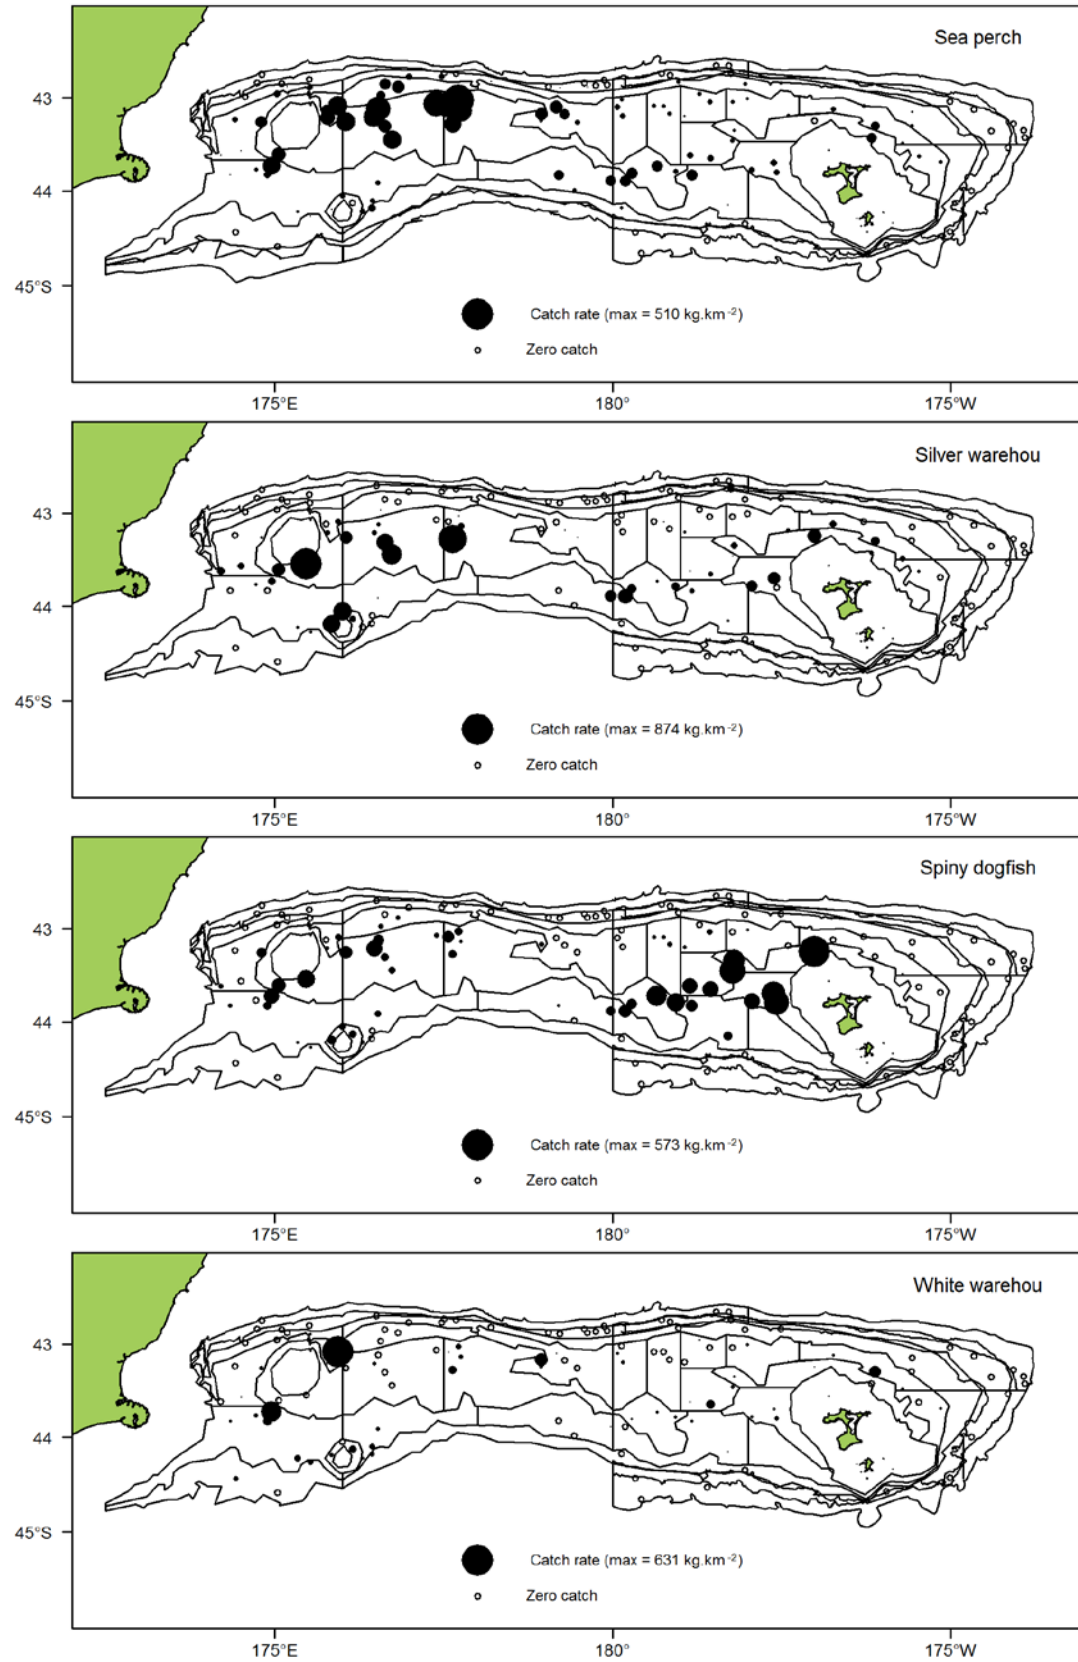 Sea perch
43
44
45°S
Catch rate (max = 510 kg.km⁻²)
Zero catch
175°E
180°
175°W
Silver warehou
43
44
45°S
Catch rate (max = 874 kg.km⁻²)
Zero catch
175°E
180°
175°W
Spiny dogfish
43
44
45°S
Catch rate (max = 573 kg.km⁻²)
Zero catch
175°E
180°
175°W
White warehou
43
44
45°S
Catch rate (max = 631 kg.km⁻²)
Zero catch
175°E
180°
175°W